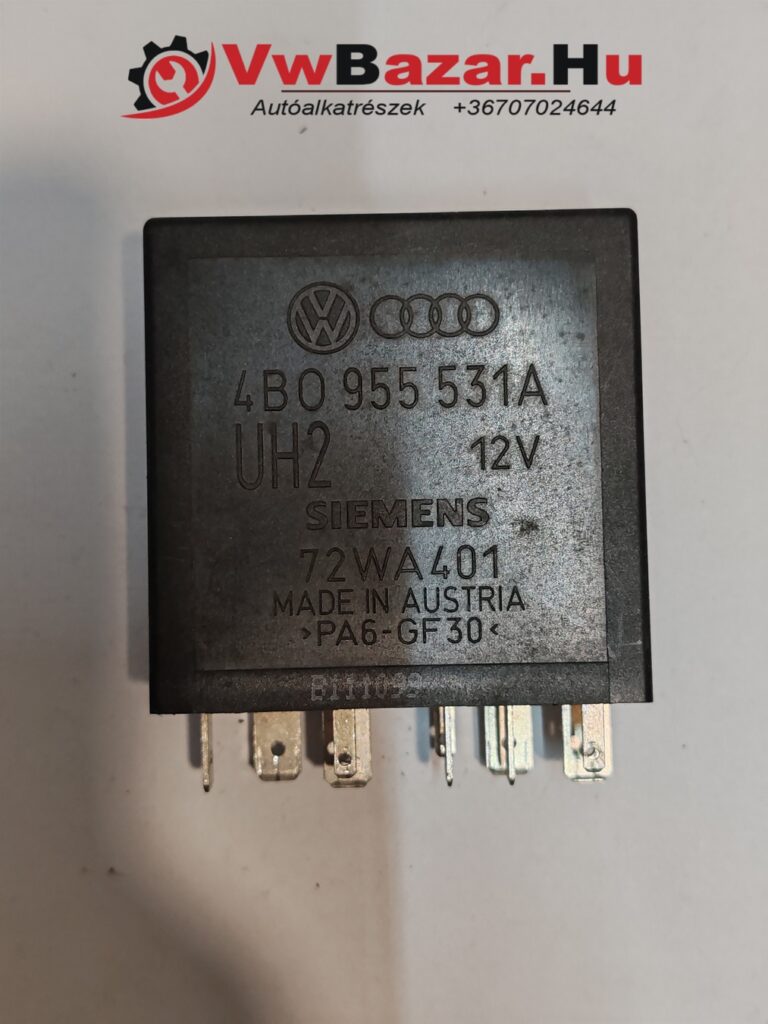 VwBazar.Hu
Autóalkatrészek +36707024644
4B0 955 531A
UH2 12V
SIEMENS
72WA401
MADE IN AUSTRIA
>PA6-GF30<